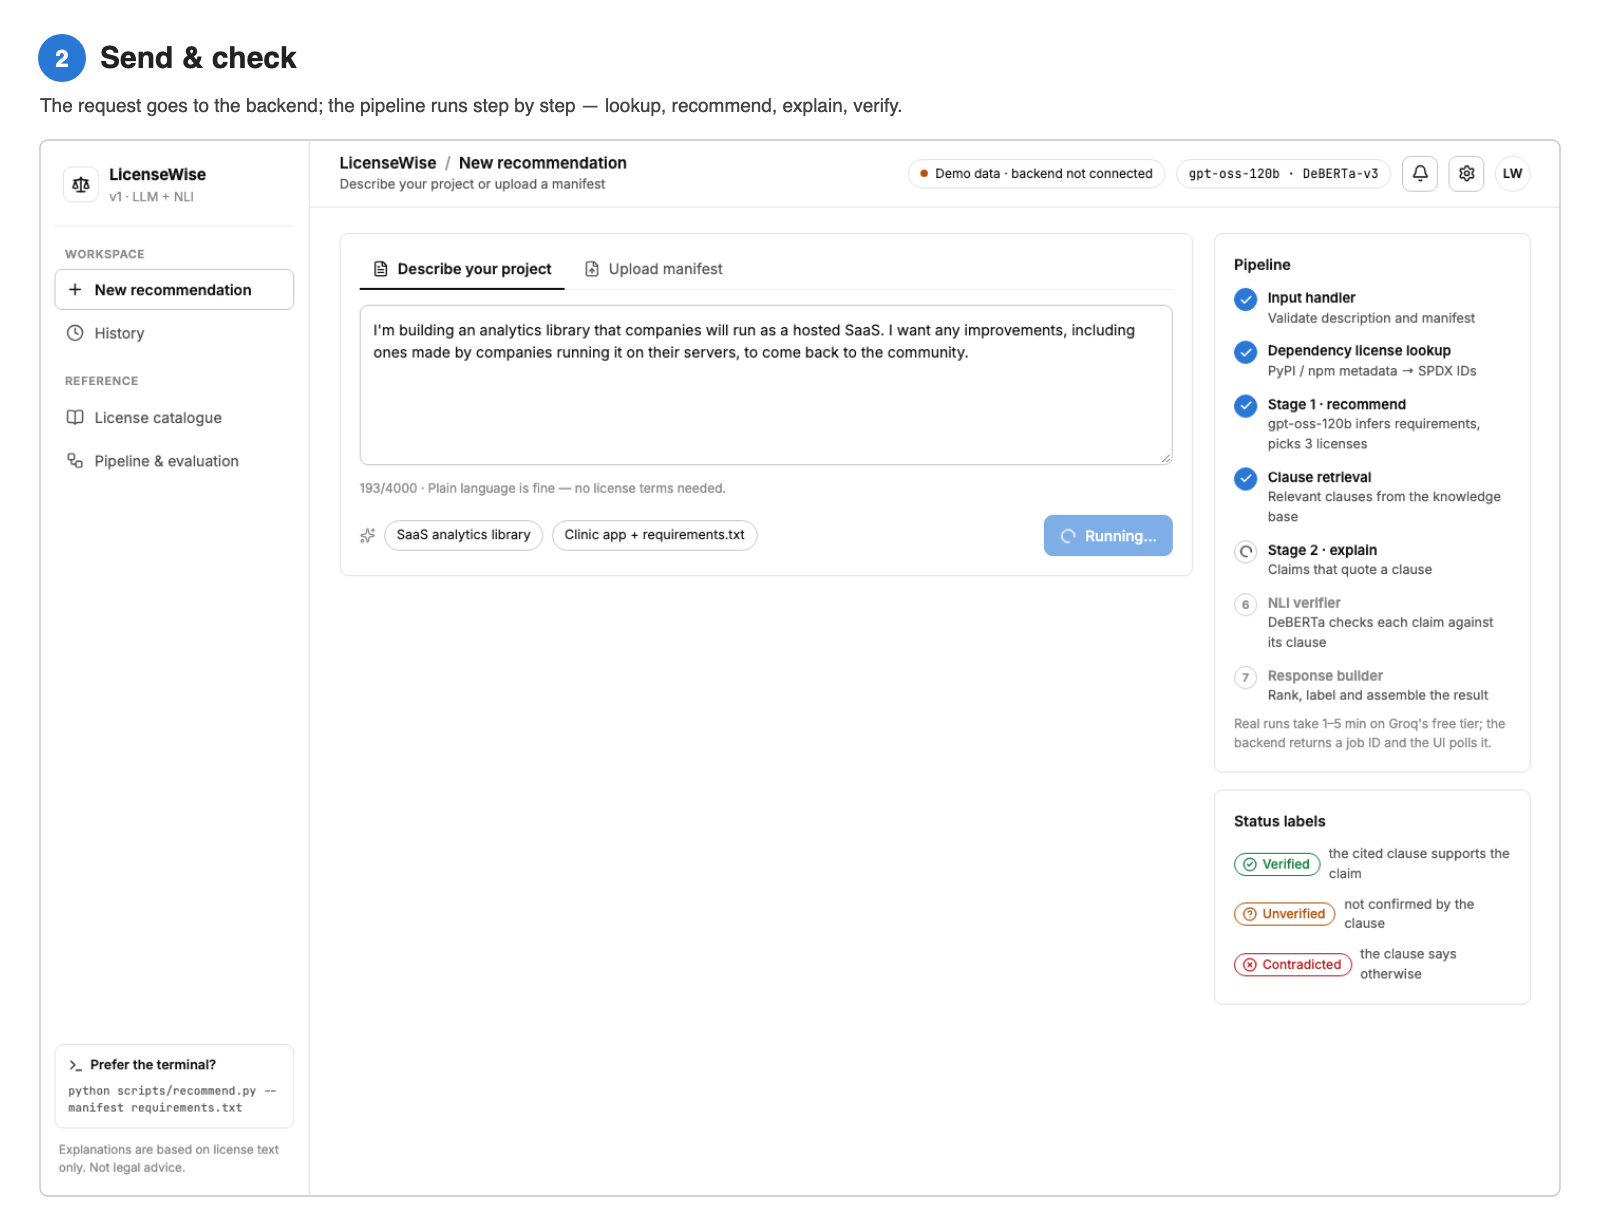 2
Send & check
The request goes to the backend; the pipeline runs step by step — lookup, recommend, explain, verify.
LicenseWise
v1 · LLM + NLI
WORKSPACE
New recommendation
History
REFERENCE
License catalogue
Pipeline & evaluation
>_ Prefer the terminal?
python scripts/recommend.py --
manifest requirements.txt
Explanations are based on license text
only. Not legal advice.
LicenseWise / New recommendation
Describe your project or upload a manifest
Demo data · backend not connected
gpt-oss-120b · DeBERTa-v3
LW
Describe your project
Upload manifest
I'm building an analytics library that companies will run as a hosted SaaS. I want any improvements, including
ones made by companies running it on their servers, to come back to the community.
193/4000 · Plain language is fine — no license terms needed.
SaaS analytics library
Clinic app + requirements.txt
Running...
Pipeline
Input handler
Validate description and manifest
Dependency license lookup
PyPI / npm metadata → SPDX IDs
Stage 1 · recommend
gpt-oss-120b infers requirements,
picks 3 licenses
Clause retrieval
Relevant clauses from the knowledge
base
Stage 2 · explain
Claims that quote a clause
6
NLI verifier
DeBERTa checks each claim against
its clause
7
Response builder
Rank, label and assemble the result
Real runs take 1–5 min on Groq's free tier; the
backend returns a job ID and the UI polls it.
Status labels
Verified
the cited clause supports the
claim
Unverified
not confirmed by the
clause
Contradicted
the clause says
otherwise